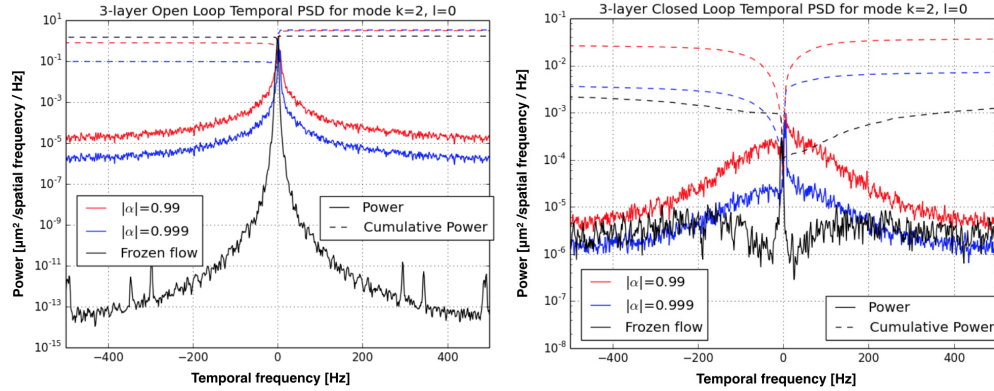 3-layer Open Loop Temporal PSD for mode k=2, l=0
Power [µm² /spatial frequency / Hz]
10¹
10⁻¹
10⁻³
10⁻⁵
10⁻⁷
10⁻⁹
10⁻¹¹
10⁻¹³
10⁻¹⁵
|α|=0.99
|α|=0.999
Frozen flow
Power
Cumulative Power
−400 −200 0 200 400
Temporal frequency [Hz]
3-layer Closed Loop Temporal PSD for mode k=2, l=0
Power [µm² /spatial frequency / Hz]
10⁻¹
10⁻²
10⁻³
10⁻⁴
10⁻⁵
10⁻⁶
10⁻⁷
|α|=0.99
|α|=0.999
Frozen flow
Power
Cumulative Power
−400 −200 0 200 400
Temporal frequency [Hz]